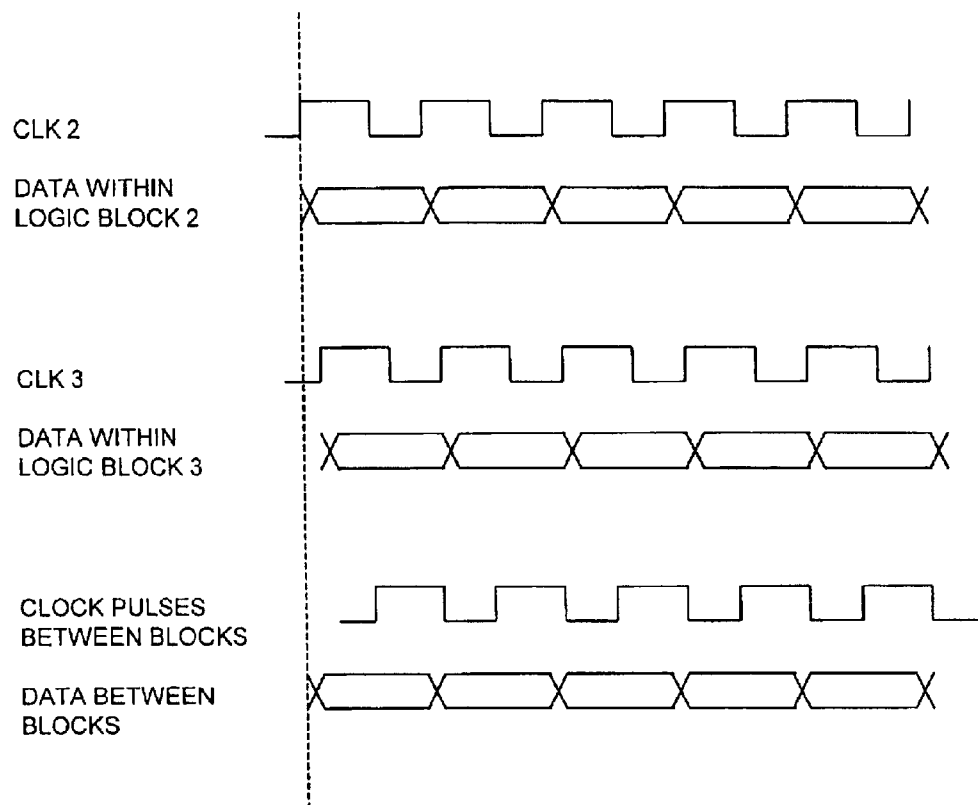 CLK 2
DATA WITHIN
LOGIC BLOCK 2
CLK 3
DATA WITHIN
LOGIC BLOCK 3
CLOCK PULSES
BETWEEN BLOCKS
DATA BETWEEN
BLOCKS